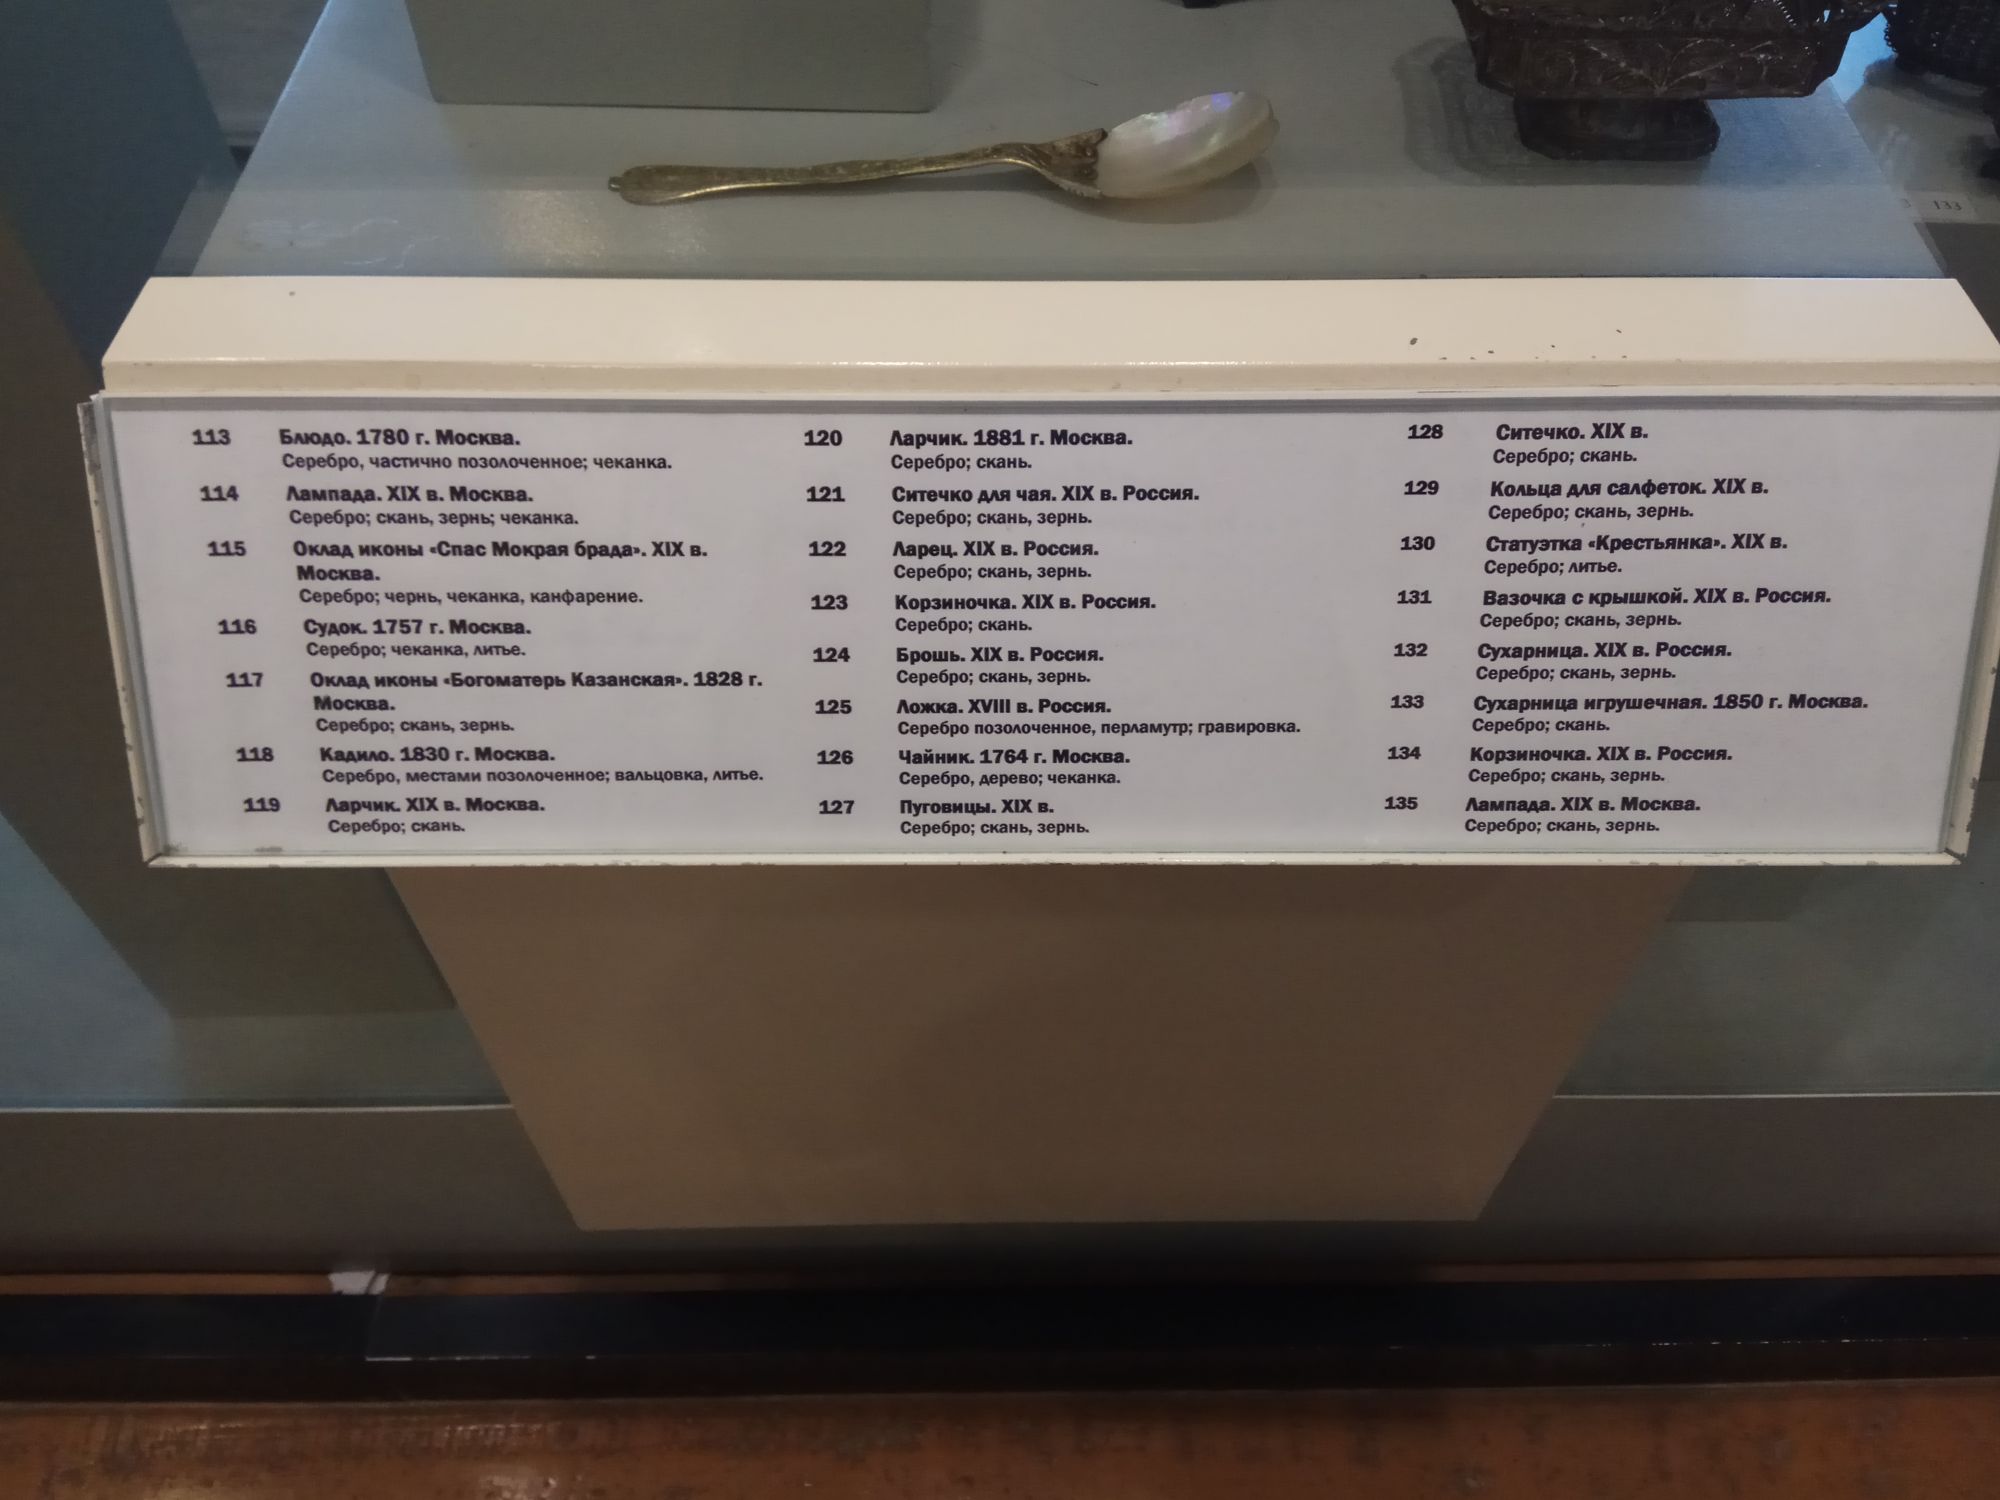 133
113 Блюдо. 1780 г. Москва.
Серебро, частично позолоченное; чеканка.
114 Лампада. XIX в. Москва.
Серебро; скань, зернь; чеканка.
115 Оклад иконы «Спас Мокрая брада». XIX в.
Москва.
Серебро; чернь, чеканка, канфарение.
116 Судок. 1757 г. Москва.
Серебро; чеканка, литье.
117 Оклад иконы «Богоматерь Казанская». 1828 г.
Москва.
Серебро; скань, зернь.
118 Кадило. 1830 г. Москва.
Серебро, местами позолоченное; вальцовка, литье.
119 Ларчик. XIX в. Москва.
Серебро; скань.
120 Ларчик. 1881 г. Москва.
Серебро; скань.
121 Ситечко для чая. XIX в. Россия.
Серебро; скань, зернь.
122 Ларец. XIX в. Россия.
Серебро; скань, зернь.
123 Корзиночка. XIX в. Россия.
Серебро; скань.
124 Брошь. XIX в. Россия.
Серебро; скань, зернь.
125 Ложка. XVIII в. Россия.
Серебро позолоченное, перламутр; гравировка.
126 Чайник. 1764 г. Москва.
Серебро, дерево; чеканка.
127 Пуговицы. XIX в.
Серебро; скань, зернь.
128 Ситечко. XIX в.
Серебро; скань.
129 Кольца для салфеток. XIX в.
Серебро; скань, зернь.
130 Статуэтка «Крестьянка». XIX в.
Серебро; литье.
131 Вазочка с крышкой. XIX в. Россия.
Серебро; скань, зернь.
132 Сухарница. XIX в. Россия.
Серебро; скань, зернь.
133 Сухарница игрушечная. 1850 г. Москва.
Серебро; скань.
134 Корзиночка. XIX в. Россия.
Серебро; скань, зернь.
135 Лампада. XIX в. Москва.
Серебро; скань, зернь.